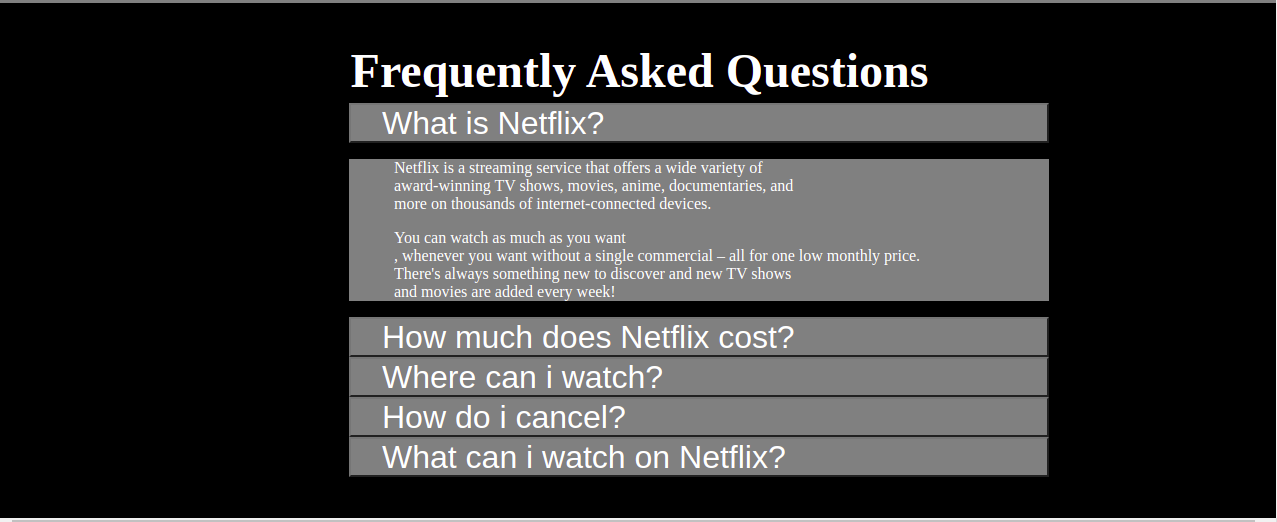 Frequently Asked Questions
What is Netflix?
Netflix is a streaming service that offers a wide variety of
award-winning TV shows, movies, anime, documentaries, and
more on thousands of internet-connected devices.
You can watch as much as you want
, whenever you want without a single commercial – all for one low monthly price.
There's always something new to discover and new TV shows
and movies are added every week!
How much does Netflix cost?
Where can i watch?
How do i cancel?
What can i watch on Netflix?